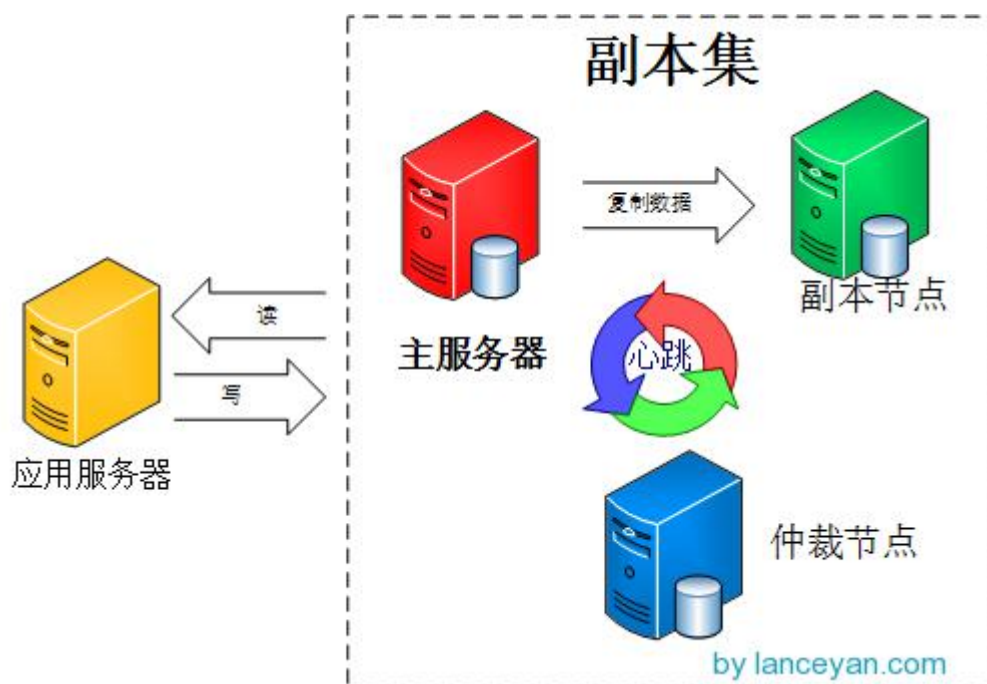 副本集
复制数据
副本节点
读
主服务器
心跳
写
应用服务器
仲裁节点
by lanceyan.com